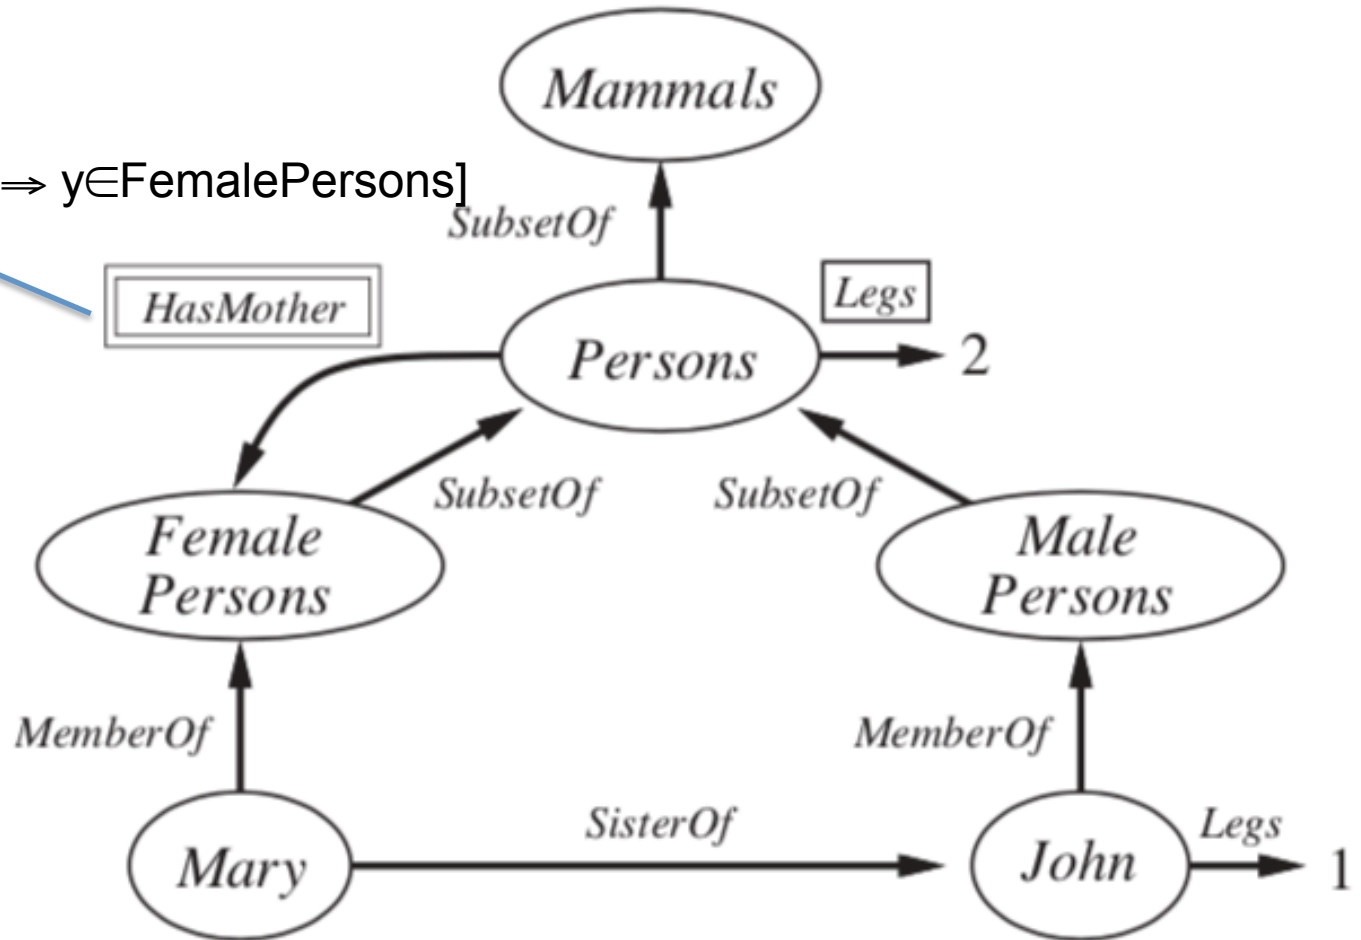 Mammals
⇒ y∈FemalePersons]
SubsetOf
HasMother
Legs
Persons
2
SubsetOf
SubsetOf
Female
Persons
Male
Persons
MemberOf
MemberOf
SisterOf
Legs
Mary
John
1